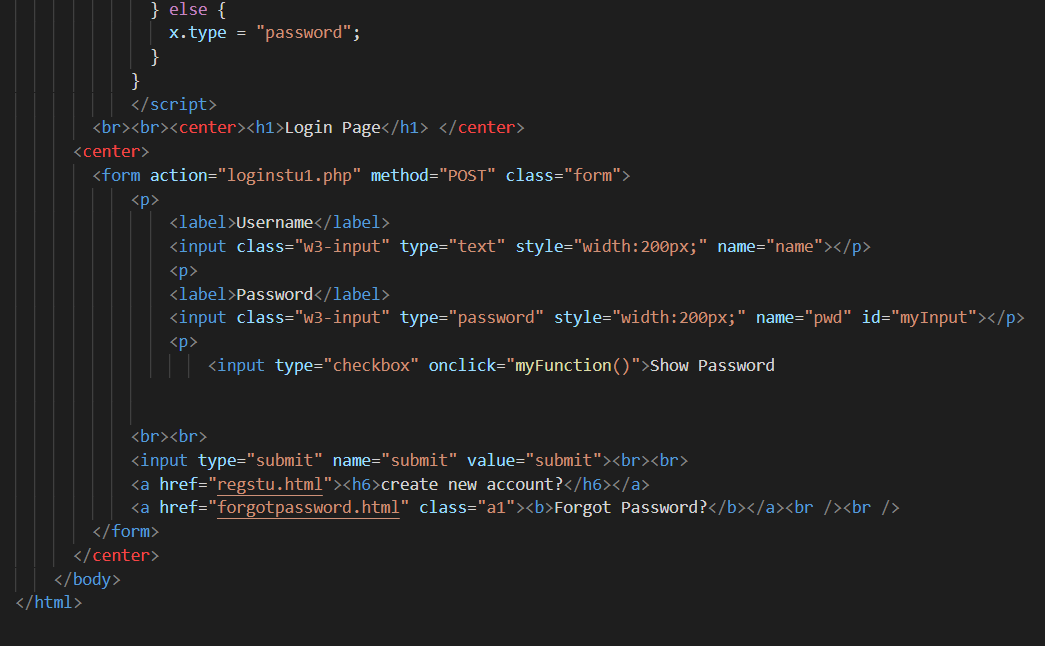 } else {
x.type = "password";
}
}
</script>
<br><br><center><h1>Login Page</h1> </center>
<center>
<form action="loginstu1.php" method="POST" class="form">
<p>
<label>Username</label>
<input class="w3-input" type="text" style="width:200px;" name="name"></p>
<p>
<label>Password</label>
<input class="w3-input" type="password" style="width:200px;" name="pwd" id="myInput"></p>
<p>
<input type="checkbox" onclick="myFunction()">Show Password
<br><br>
<input type="submit" name="submit" value="submit"><br><br>
<a href="regstu.html"><h6>create new account?</h6></a>
<a href="forgotpassword.html" class="a1"><b>Forgot Password?</b></a><br /><br />
</form>
</center>
</body>
</html>